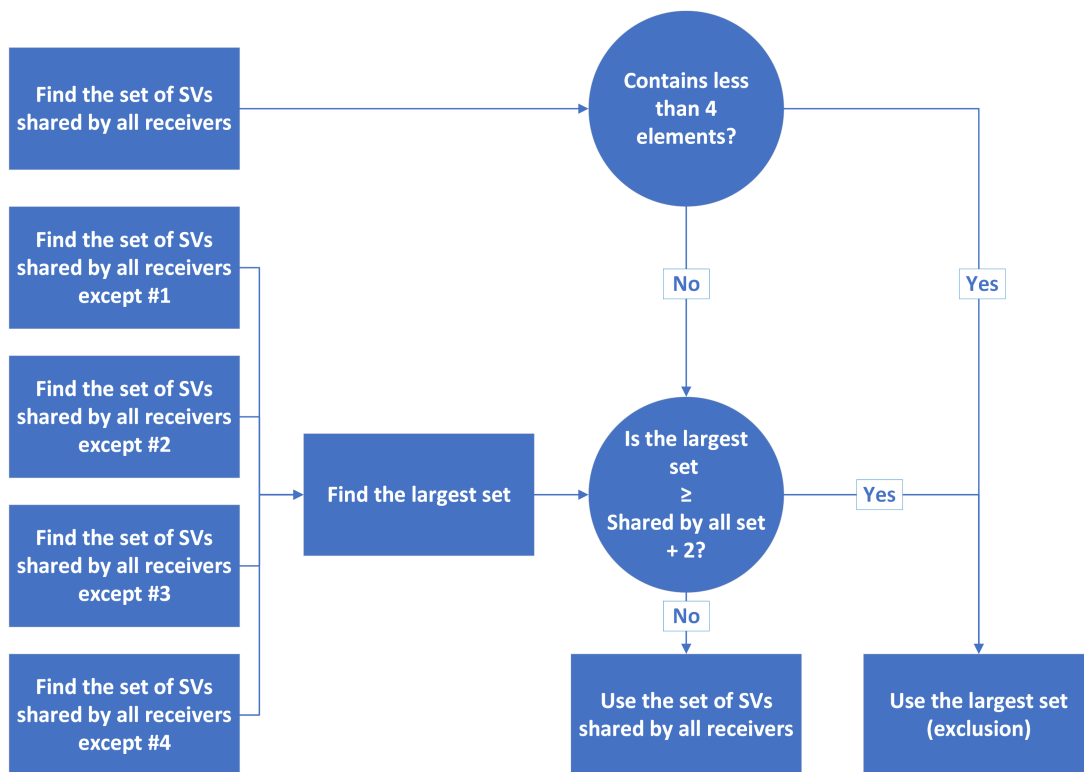 Find the set of SVs
shared by all receivers
Contains less
than 4
elements?
Find the set of SVs
shared by all receivers
except #1
No
Yes
Find the set of SVs
shared by all receivers
except #2
Find the largest set
Is the largest
set
≥
Shared by all set
+ 2?
Yes
Find the set of SVs
shared by all receivers
except #3
No
Find the set of SVs
shared by all receivers
except #4
Use the set of SVs
shared by all receivers
Use the largest set
(exclusion)